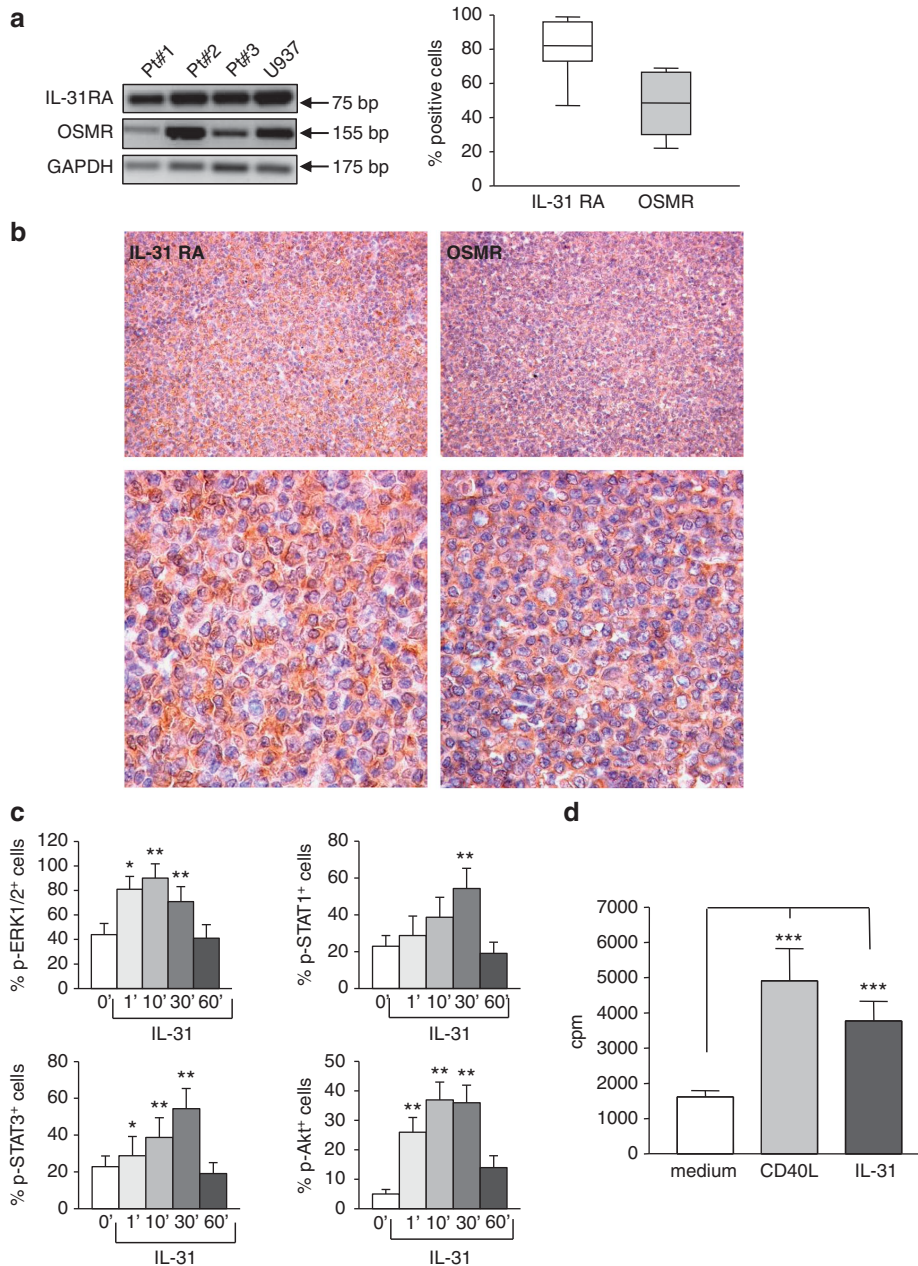 a
Pt#1 Pt#2 Pt#3 U937
IL-31RA
75 bp
OSMR
155 bp
GAPDH
175 bp
% positive cells
100
80
60
40
20
0
IL-31 RA OSMR
b
IL-31 RA
OSMR
c
% p-ERK1/2+ cells
120
100
80
60
40
20
0
* ** **
0' 1' 10' 30' 60'
IL-31
% p-STAT1+ cells
80
60
40
20
0
**
0' 1' 10' 30' 60'
IL-31
% p-STAT3+ cells
80
60
40
20
0
* ** **
0' 1' 10' 30' 60'
IL-31
% p-Akt+ cells
50
40
30
20
10
0
** ** **
0' 1' 10' 30' 60'
IL-31
d
cpm
7000
6000
5000
4000
3000
2000
1000
0
*** ***
medium CD40L IL-31